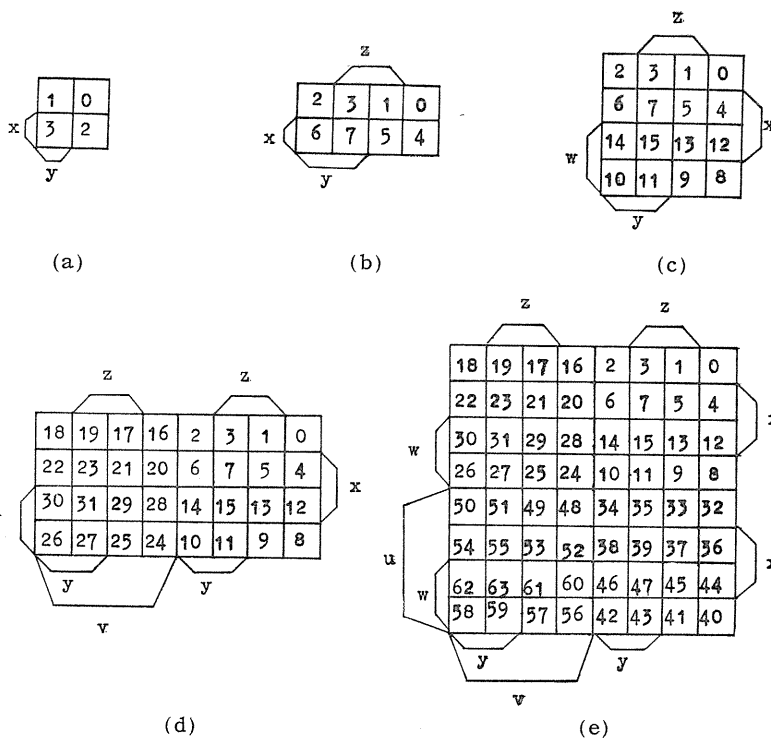 z
z
2 3 1 0
1 0
2 3 1 0
6 7 5 4
x
x 3 2
x 6 7 5 4
14 15 13 12
w
y
y
10 11 9 8
y
(a)
(b)
(c)
z z
18 19 17 16 2 3 1 0
z z
22 23 21 20 6 7 5 4
18 19 17 16 2 3 1 0
30 31 29 28 14 15 13 12
w
22 23 21 20 6 7 5 4
26 27 25 24 10 11 9 8
x
30 31 29 28 14 15 13 12
50 51 49 48 34 35 33 32
26 27 25 24 10 11 9 8
u
54 55 53 52 38 39 37 36
y y
w 62 63 61 60 46 47 45 44
v
58 59 57 56 42 43 41 40
y y
v
(d)
(e)